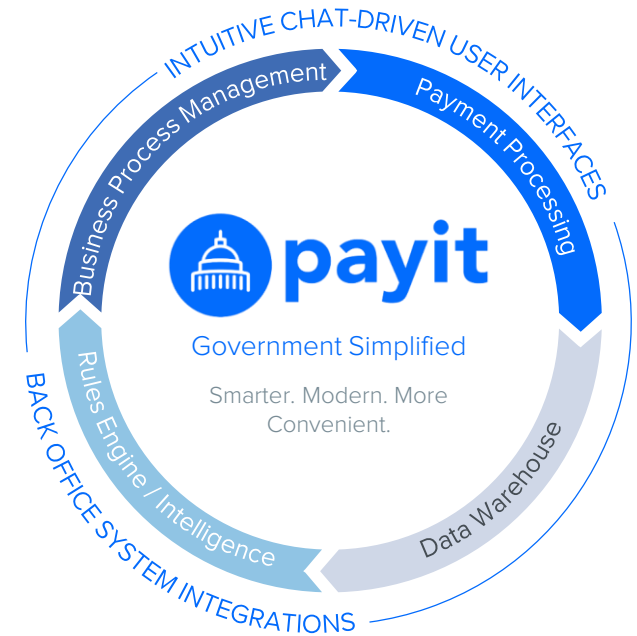 INTUITIVE CHAT-DRIVEN USER INTERFACES
Business Process Management
Payment Processing
payit
Government Simplified
Smarter. Modern. More
Convenient.
Rules Engine / Intelligence
Data Warehouse
BACK OFFICE SYSTEM INTEGRATIONS